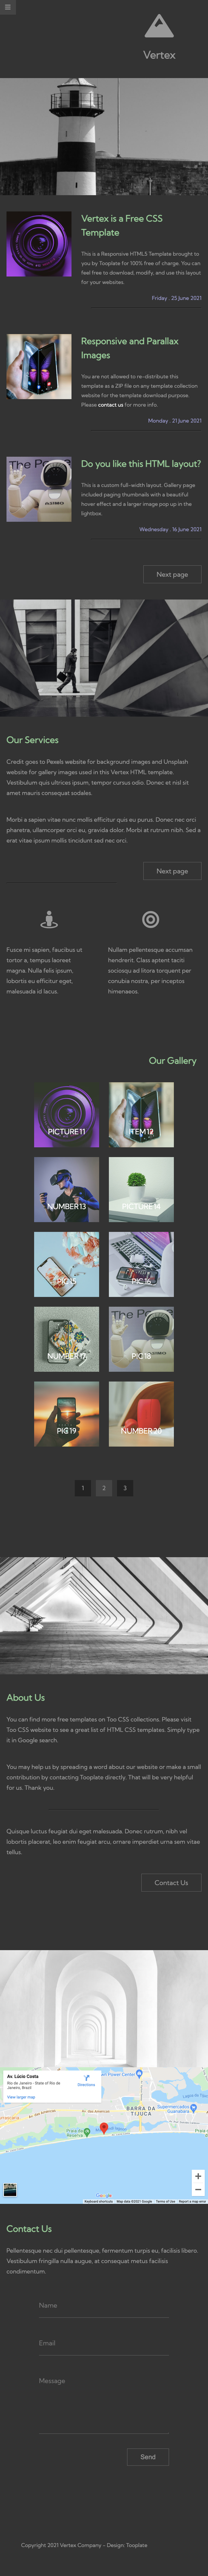 Vertex
Vertex is a Free CSS
Template
This is a Responsive HTML5 Template brought to
you by Tooplate for 100% free of charge. You can
feel free to download, modify, and use this layout
for your websites.
Friday . 25 June 2021
Responsive and Parallax
Images
You are not allowed to re-distribute this
template as a ZIP file on any template collection
website for the template download purpose.
Please contact us for more info.
Monday . 21 June 2021
Do you like this HTML layout?
This is a custom full-width layout. Gallery page
included paging thumbnails with a beautiful
hover effect and a larger image pop up in the
lightbox.
Wednesday . 16 June 2021
Next page
Our Services
Credit goes to Pexels website for background images and Unsplash
website for gallery images used in this Vertex HTML template.
Vestibulum quis ultrices ipsum, tempor cursus odio. Donec et nisl sit
amet mauris consequat sodales.
Morbi a sapien vitae nunc mollis efficitur quis eu purus. Donec nec orci
pharetra, ullamcorper orci eu, gravida dolor. Morbi at rutrum nibh. Sed a
erat vitae ipsum mollis tincidunt sed nec orci.
Next page
Fusce mi sapien, faucibus ut
tortor a, tempus laoreet
magna. Nulla felis ipsum,
lobortis eu efficitur eget,
malesuada id lacus.
Nullam pellentesque accumsan
hendrerit. Class aptent taciti
sociosqu ad litora torquent per
conubia nostra, per inceptos
himenaeos.
Our Gallery
PICTURE 11
ITEM 12
NUMBER 13
PICTURE 14
PIC 18
PIC 19
NUMBER 20
1
2
3
About Us
You can find more free templates on Too CSS collections. Please visit
Too CSS website to see a great list of HTML CSS templates. Simply type
it in Google search.
You may help us by spreading a word about our website or make a small
contribution by contacting Tooplate directly. That will be very helpful
for us. Thank you.
Quisque luctus feugiat dui eget malesuada. Donec rutrum, nibh vel
lobortis placerat, leo enim feugiat arcu, ornare imperdiet urna sem vitae
tellus.
Contact Us
Av. Lúcio Costa
Rio de Janeiro - State of Rio de
Janeiro, Brazil
Directions
View larger map
BARRA DA
TIJUCA
Supermercados
Guanabara
Google
Keyboard shortcuts
Map data ©2021 Google
Terms of Use
Report a map error
Contact Us
Pellentesque nec dui pellentesque, fermentum turpis eu, facilisis libero.
Vestibulum fringilla nulla augue, at consequat metus facilisis
condimentum.
Name
Email
Message
Send
Copyright 2021 Vertex Company - Design: Tooplate